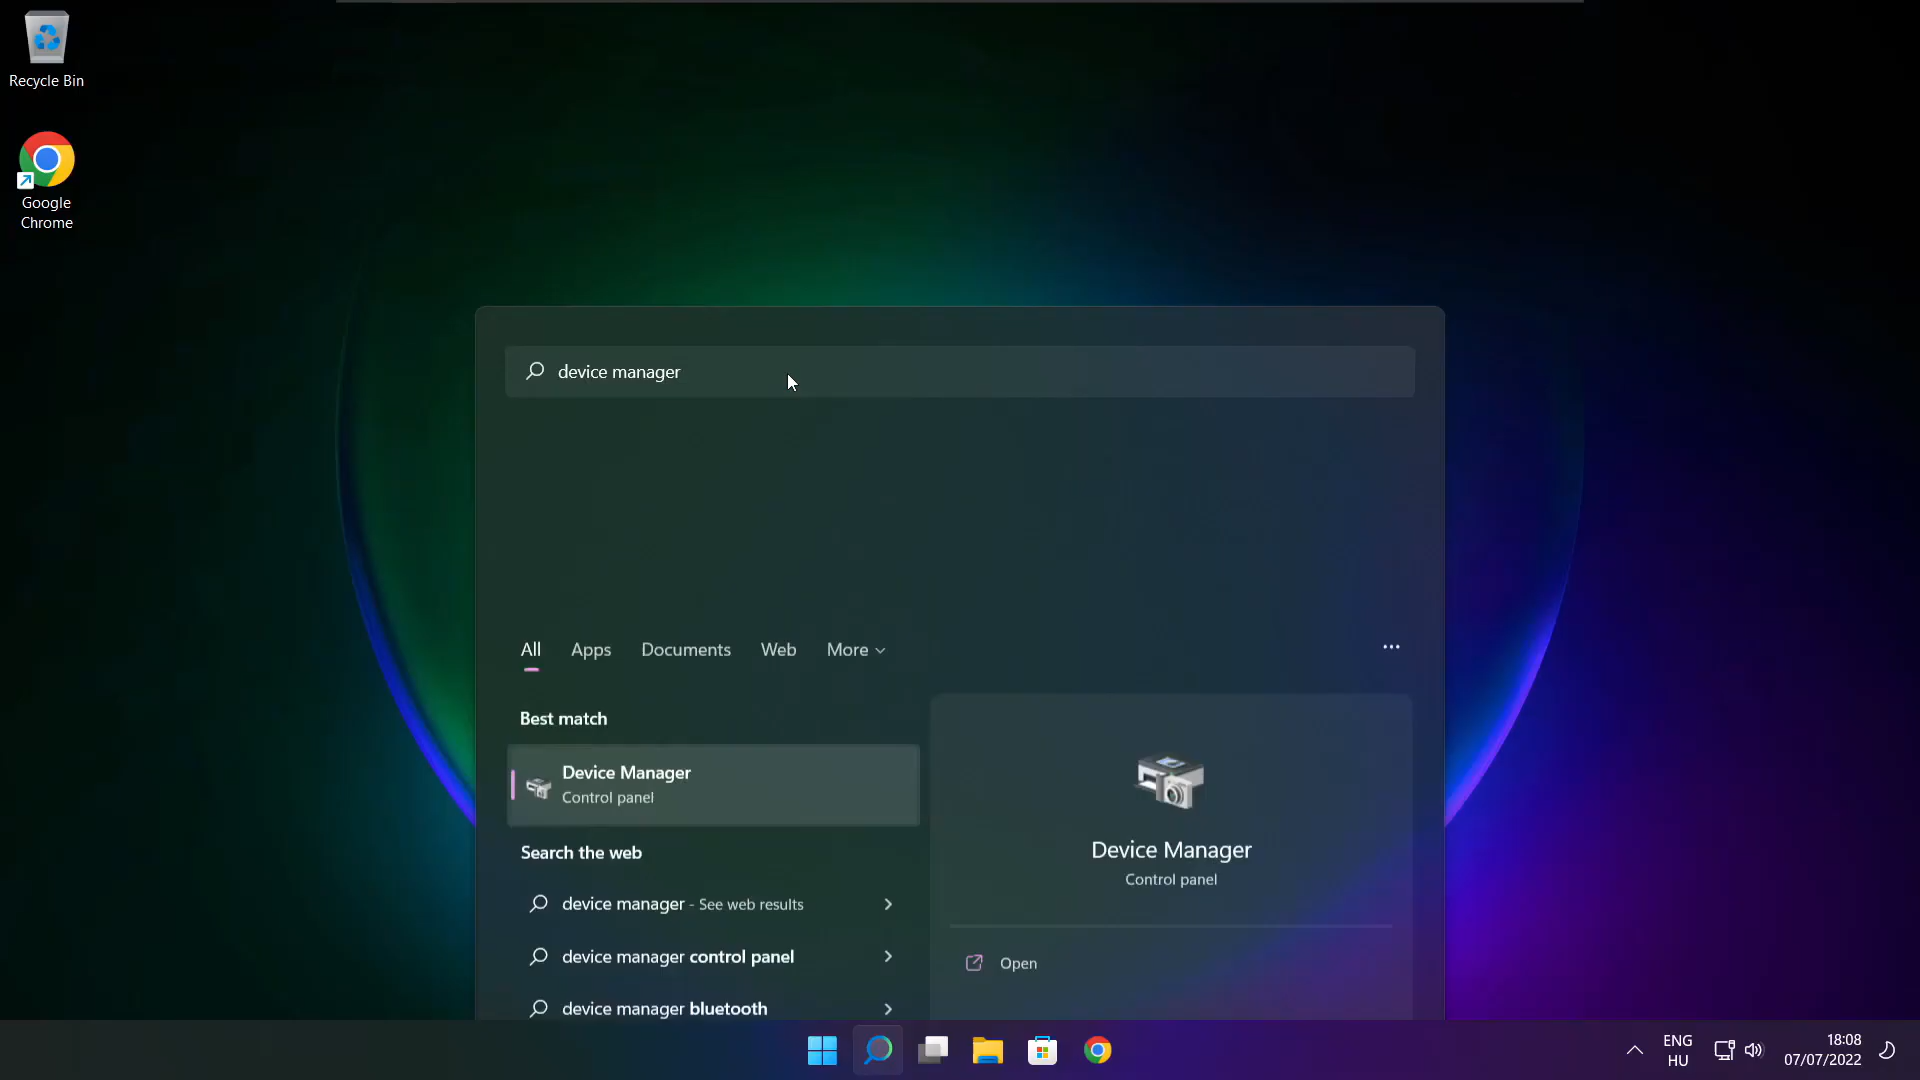 Recycle Bin
Google
Chrome
device manager
All Apps Documents Web More
Best match
Device Manager
Control panel
Search the web
device manager - See web results
device manager control panel
device manager bluetooth
Device Manager
Control panel
Open
ENG
HU
18:08
07/07/2022